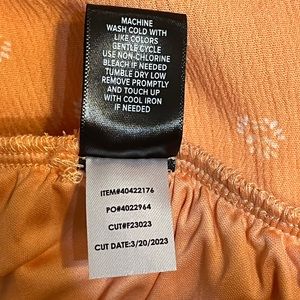 MACHINE
WASH COLD WITH
LIKE COLORS
GENTLE CYCLE
USE NON-CHLORINE
BLEACH IF NEEDED
TUMBLE DRY LOW
REMOVE PROMPTLY
AND TOUCH UP
WITH COOL IRON
IF NEEDED
ITEM#40422176
PO#4022964
CUT#F23023
CUT DATE:3/20/2023